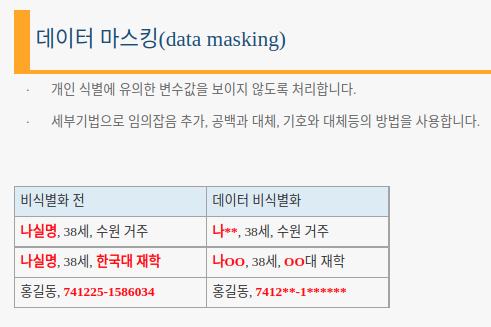 데이터 마스킹(data masking)
· 개인 식별에 유의한 변수값을 보이지 않도록 처리합니다.
· 세부기법으로 임의잡음 추가, 공백과 대체, 기호와 대체등의 방법을 사용합니다.
비식별화 전 데이터 비식별화
나실명, 38세, 수원 거주 나**, 38세, 수원 거주
나실명, 38세, 한국대 재학 나OO, 38세, OO대 재학
홍길동, 741225-1586034 홍길동, 7412**-1******